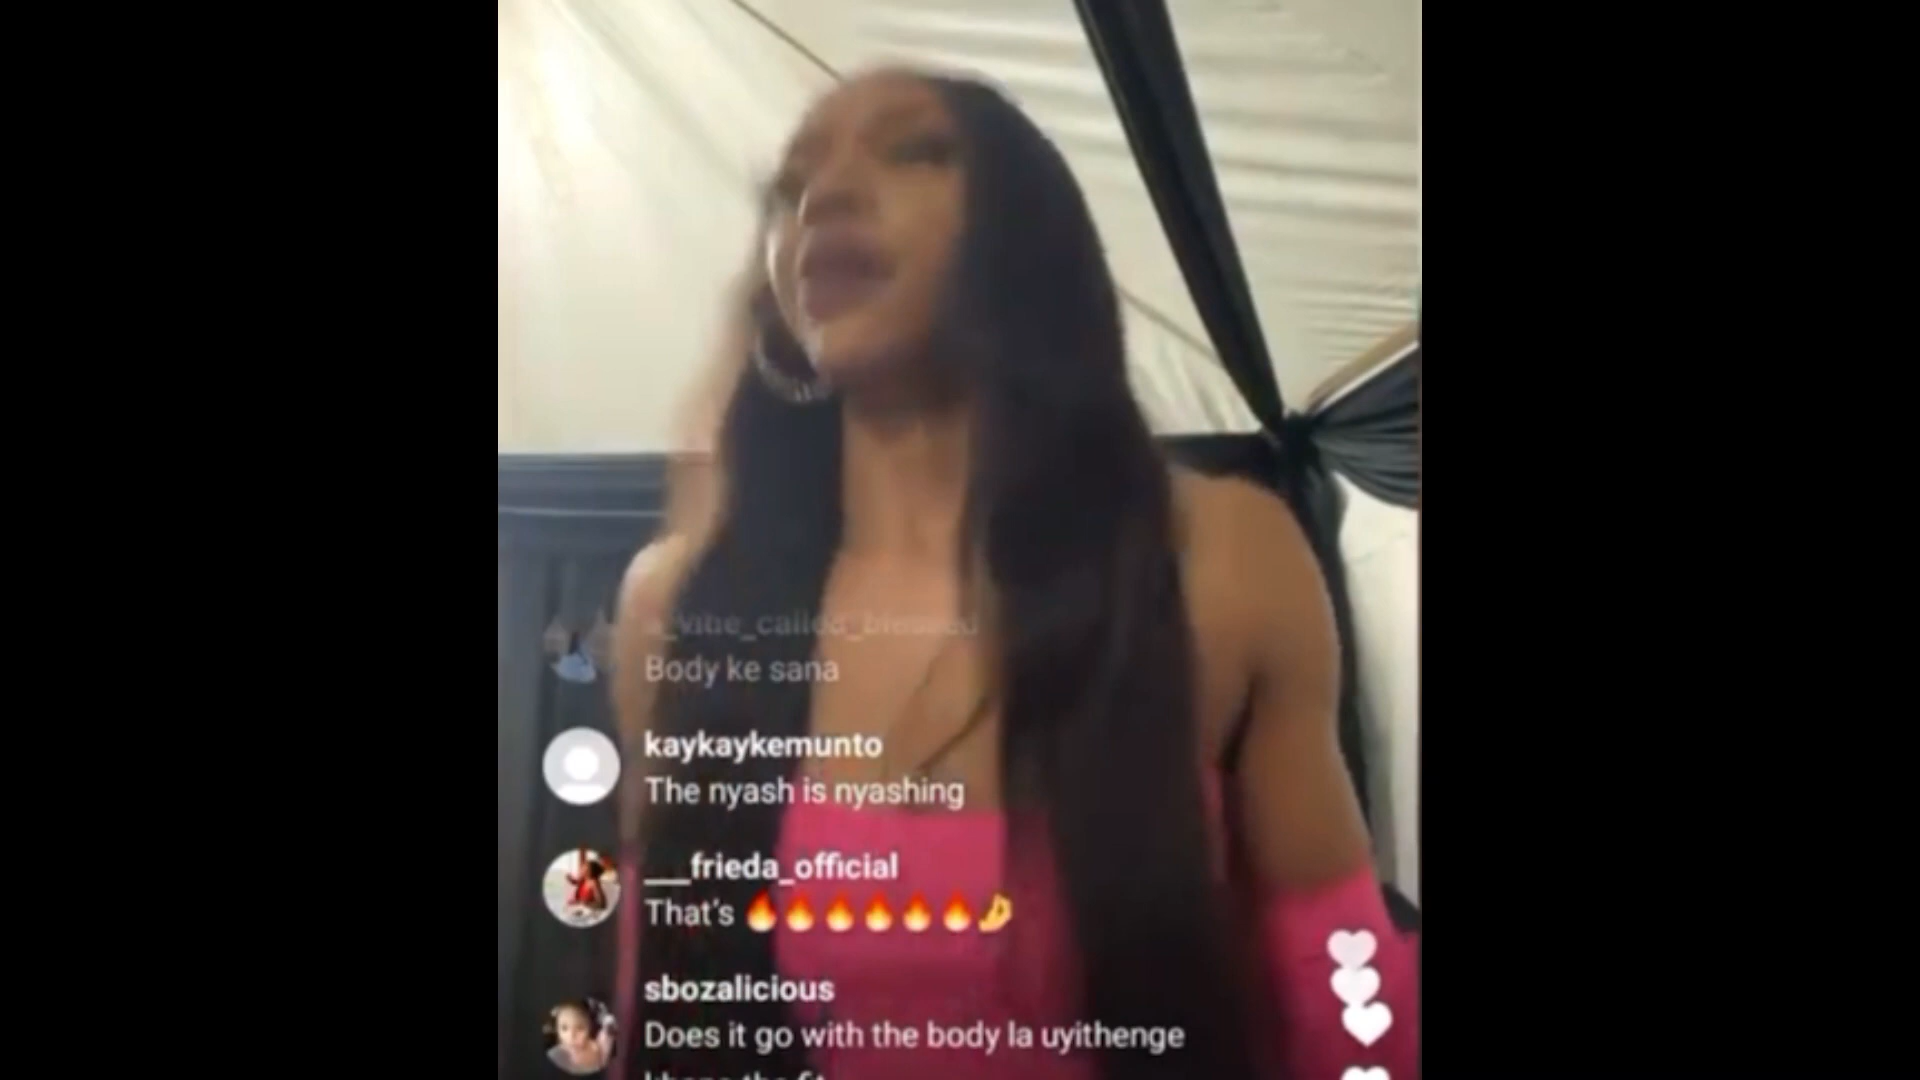 Body ke sana
kaykaykemunto
The nyash is nyashing
___frieda_official
That's 🔥🔥🔥🔥🔥🔥🤌
sbozalicious
Does it go with the body la uyithenge